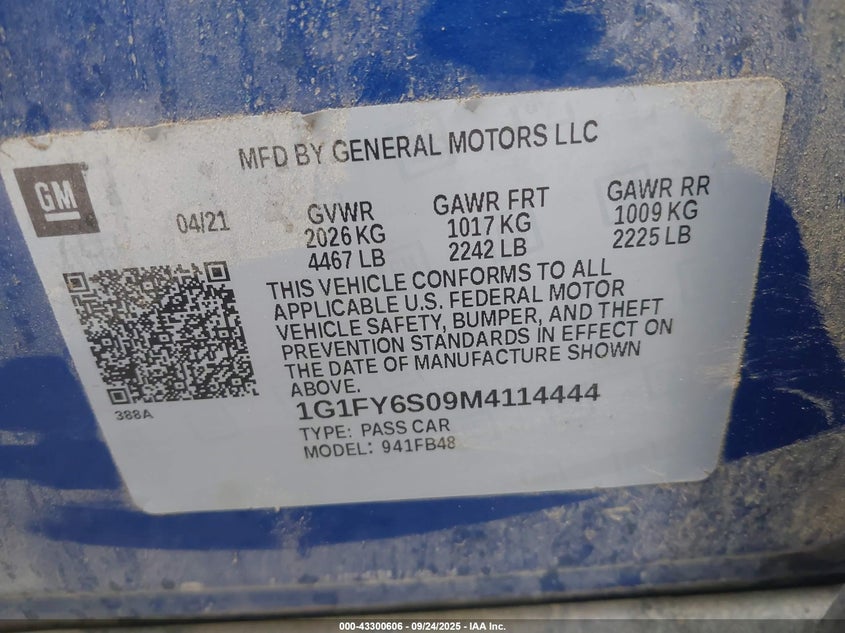 MFD BY GENERAL MOTORS LLC
GM
04/21
GVWR
2026 KG
4467 LB
GAWR FRT
1017 KG
2242 LB
GAWR RR
1009 KG
2225 LB
THIS VEHICLE CONFORMS TO ALL
APPLICABLE U.S. FEDERAL MOTOR
VEHICLE SAFETY, BUMPER, AND THEFT
PREVENTION STANDARDS IN EFFECT ON
THE DATE OF MANUFACTURE SHOWN
ABOVE.
388A
1G1FY6S09M4114444
TYPE: PASS CAR
MODEL: 941FB48
000-43300606 - 09/24/2025 - IAA Inc.